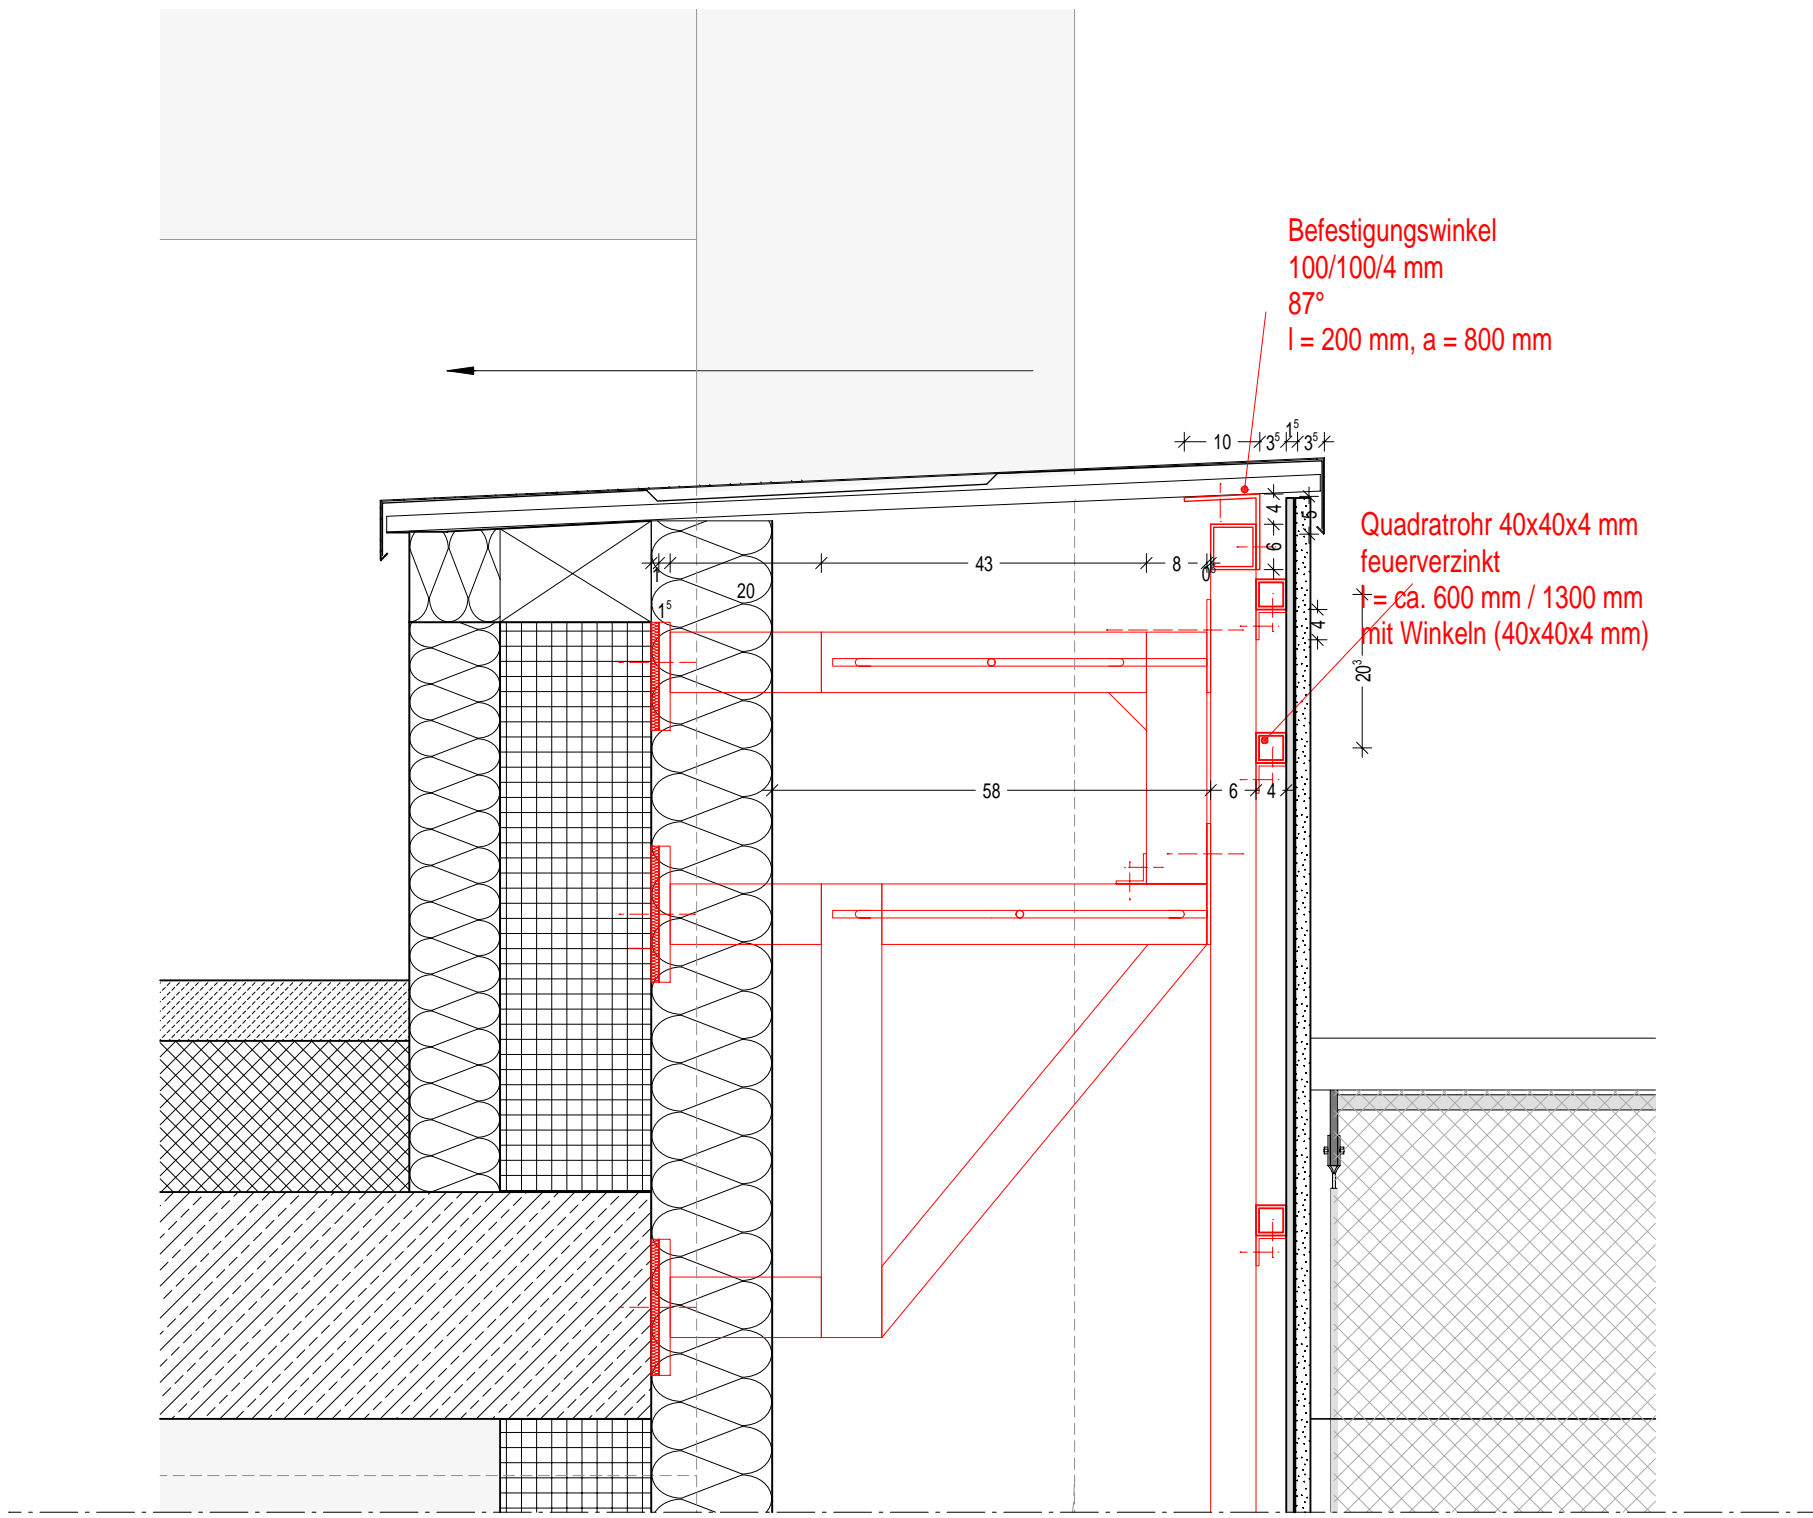 Befestigungswinkel
100/100/4 mm
87°
l = 200 mm, a = 800 mm
10 3⁵ 1⁵ 3⁵
4 5
Quadratrohr 40x40x4 mm
feuerverzinkt
l = ca. 600 mm / 1300 mm
mit Winkeln (40x40x4 mm)
6
1 43 8
20
1⁵
4
20³
58 6 4